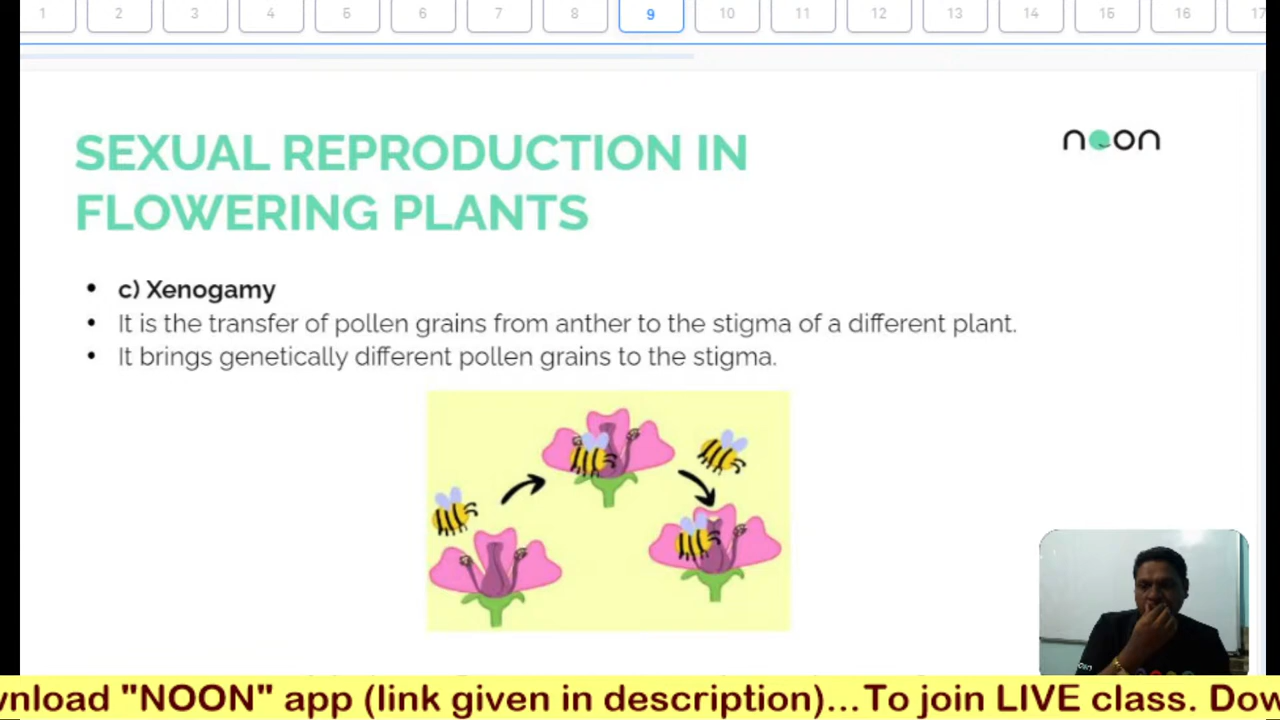 1 2 3 4 5 6 7 8 9 10 11 12 13 14 15 16 17
SEXUAL REPRODUCTION IN
noon
FLOWERING PLANTS
• c) Xenogamy
• It is the transfer of pollen grains from anther to the stigma of a different plant.
• It brings genetically different pollen grains to the stigma.
noon
wnload "NOON" app (link given in description)...To join LIVE class. Dow